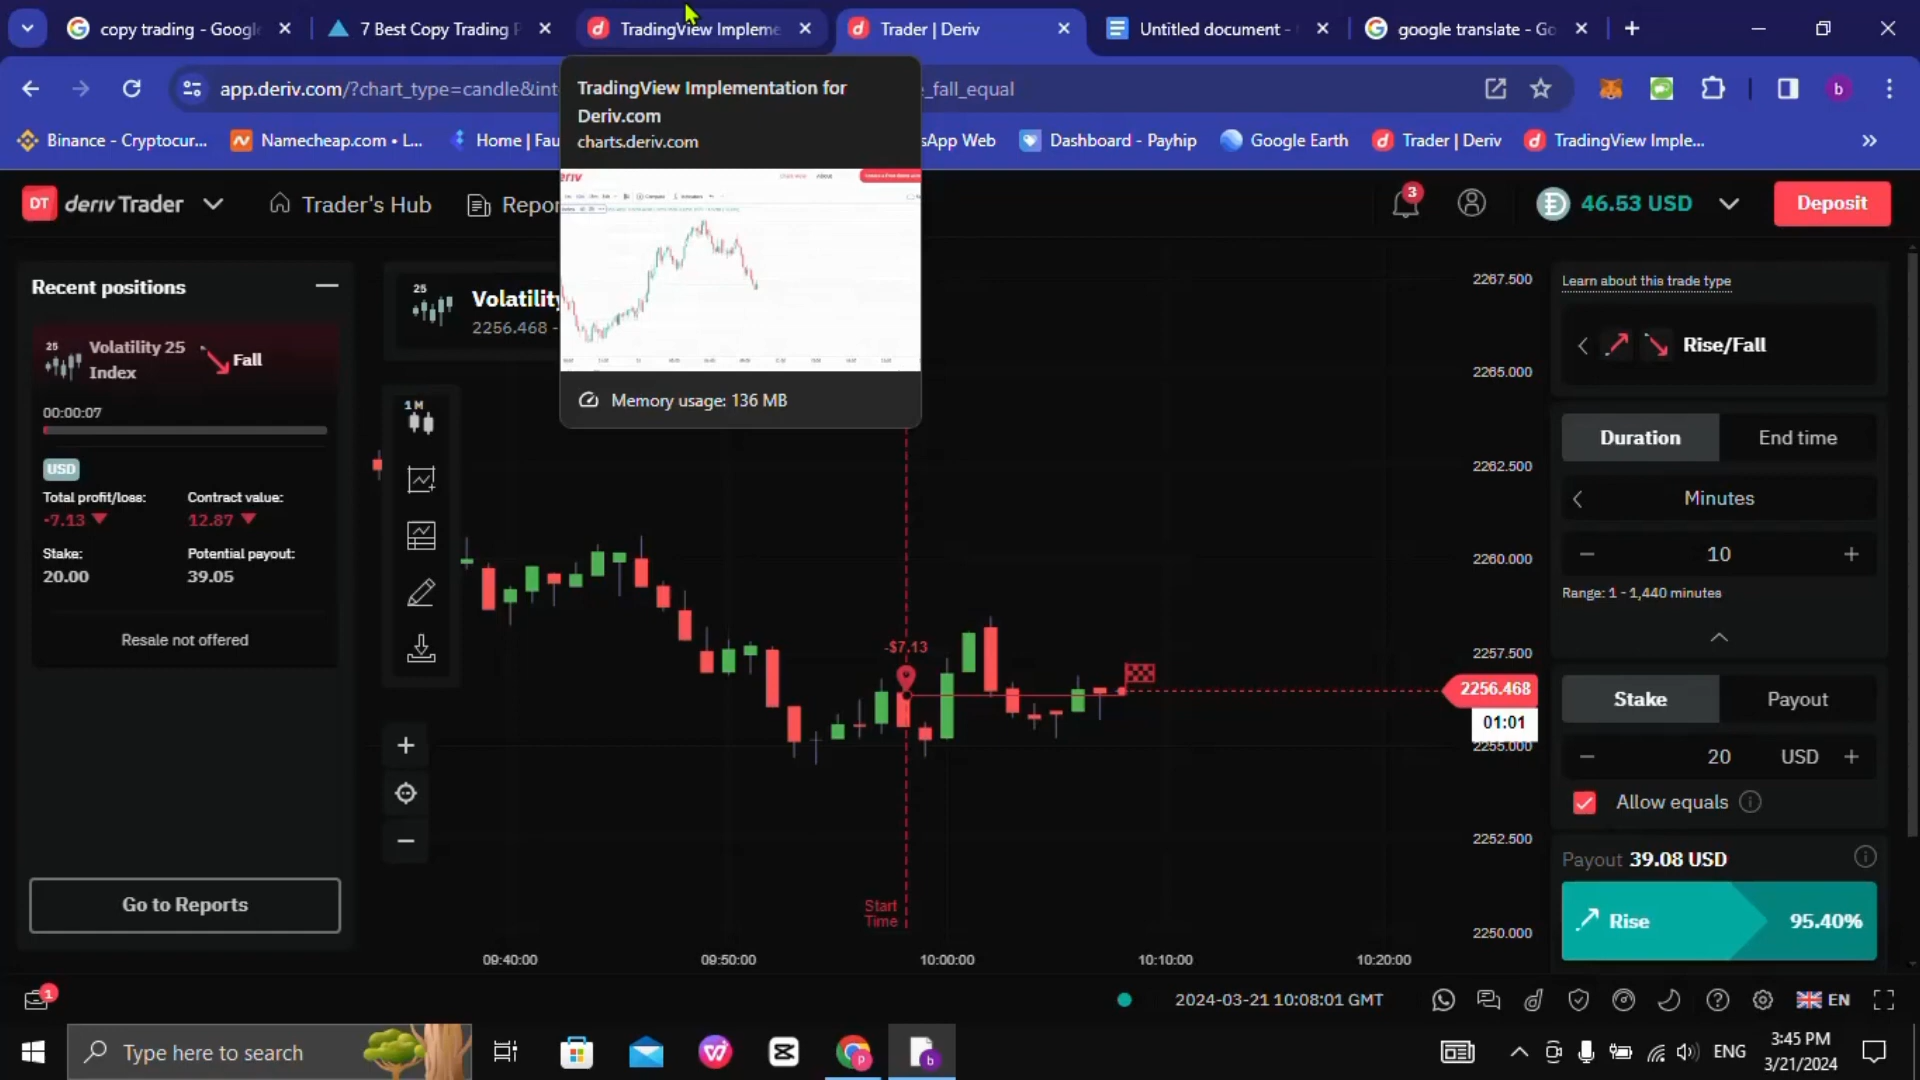 copy trading - Google
7 Best Copy Trading P
TradingView Impleme
Trader | Deriv
Untitled document -
google translate - Go
app.deriv.com/?chart_type=candle&int
e_fall_equal
b
TradingView Implementation for
Deriv.com
charts.deriv.com
Binance - Cryptocur...
Namecheap.com • L...
Home | Fau
sApp Web
Dashboard - Payhip
Google Earth
Trader | Deriv
TradingView Imple...
DT
deriv Trader
Trader's Hub
Repor
3
46.53 USD
Deposit
Recent positions
25
Volatility 25
Index
Fall
00:00:07
USD
Total profit/loss:
Contract value:
-7.13
12.87
Stake:
Potential payout:
20.00
39.05
Resale not offered
Go to Reports
25
Volatility
2256.468 -
1M
Memory usage: 136 MB
-$7.13
Start
Time
2267.500
2265.000
2262.500
2260.000
2257.500
2256.468
01:01
2255.000
2252.500
2250.000
09:40:00
09:50:00
10:00:00
10:10:00
10:20:00
Learn about this trade type
Rise/Fall
Duration
End time
Minutes
10
Range: 1 - 1,440 minutes
Stake
Payout
20
USD
Allow equals
Payout 39.08 USD
Rise
95.40%
1
2024-03-21 10:08:01 GMT
EN
Type here to search
ENG
3:45 PM
3/21/2024